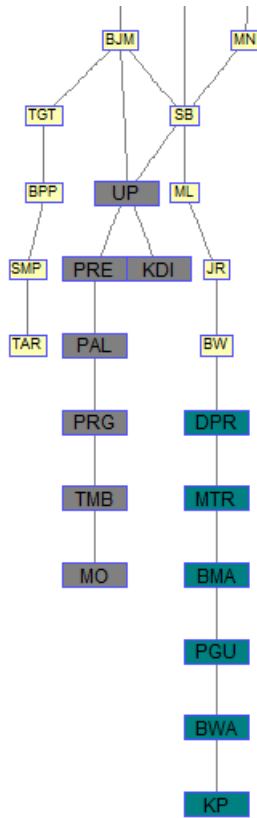 BJM
MN
TGT
SB
BPP
UP
ML
SMP
PRE
KDI
JR
TAR
PAL
BW
PRG
DPR
TMB
MTR
MO
BMA
PGU
BWA
KP